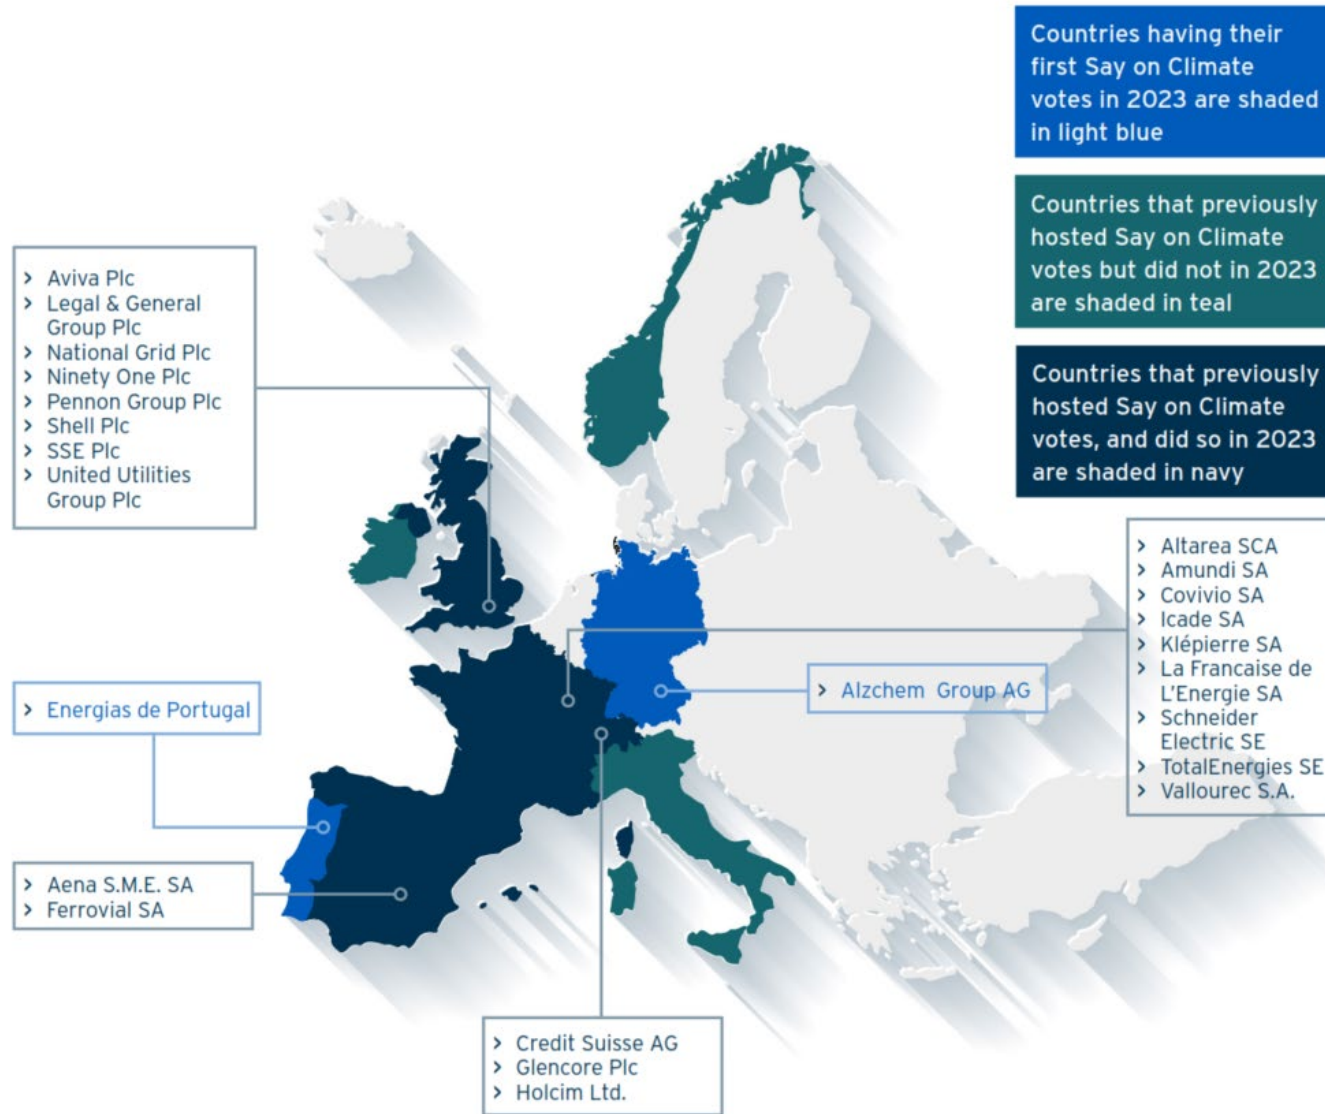 Countries having their
first Say on Climate
votes in 2023 are shaded
in light blue
Countries that previously
hosted Say on Climate
votes but did not in 2023
are shaded in teal
Countries that previously
hosted Say on Climate
votes, and did so in 2023
are shaded in navy
> Aviva Plc
> Legal & General
Group Plc
> National Grid Plc
> Ninety One Plc
> Pennon Group Plc
> Shell Plc
> SSE Plc
> United Utilities
Group Plc
> Altarea SCA
> Amundi SA
> Covivio SA
> Icade SA
> Klépierre SA
> La Francaise de
L'Energie SA
> Schneider
Electric SE
> TotalEnergies SE
> Vallourec S.A.
> Energias de Portugal
> Alzchem Group AG
> Aena S.M.E. SA
> Ferrovial SA
> Credit Suisse AG
> Glencore Plc
> Holcim Ltd.